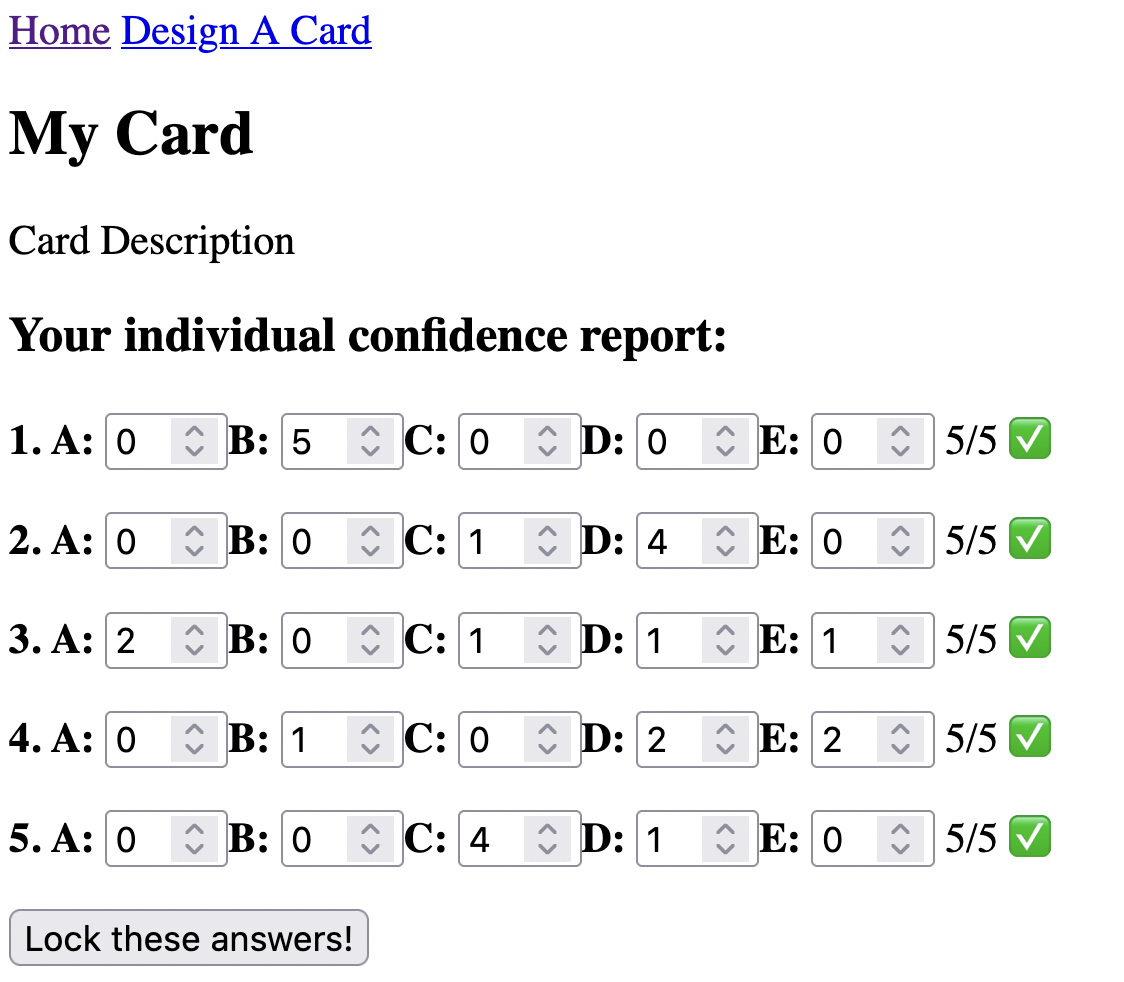 Home Design A Card
My Card
Card Description
Your individual confidence report:
1. A: 0 B: 5 C: 0 D: 0 E: 0 5/5 ✅
2. A: 0 B: 0 C: 1 D: 4 E: 0 5/5 ✅
3. A: 2 B: 0 C: 1 D: 1 E: 1 5/5 ✅
4. A: 0 B: 1 C: 0 D: 2 E: 2 5/5 ✅
5. A: 0 B: 0 C: 4 D: 1 E: 0 5/5 ✅
Lock these answers!